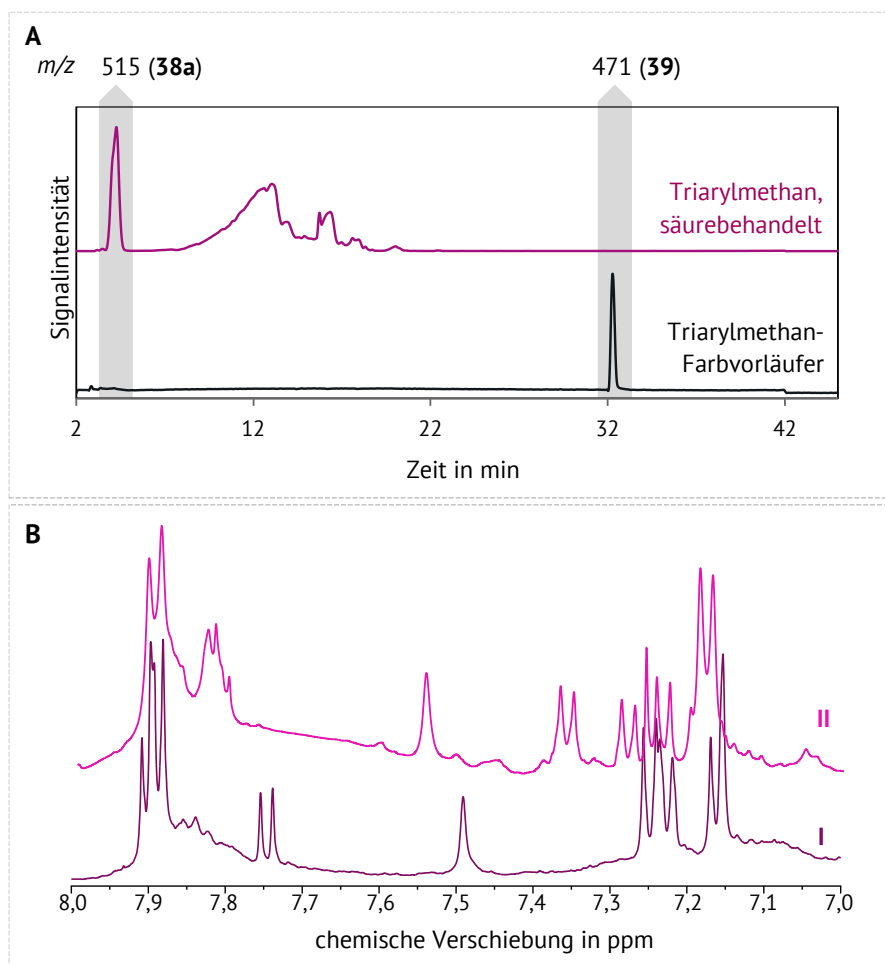 A
m/z 515 (38a) 471 (39)
Signalintensität
Triarylmethan,
säurebehandelt
Triarylmethan-
Farbvorläufer
2 12 22 32 42
Zeit in min
B
II
I
8,0 7,9 7,8 7,7 7,6 7,5 7,4 7,3 7,2 7,1 7,0
chemische Verschiebung in ppm